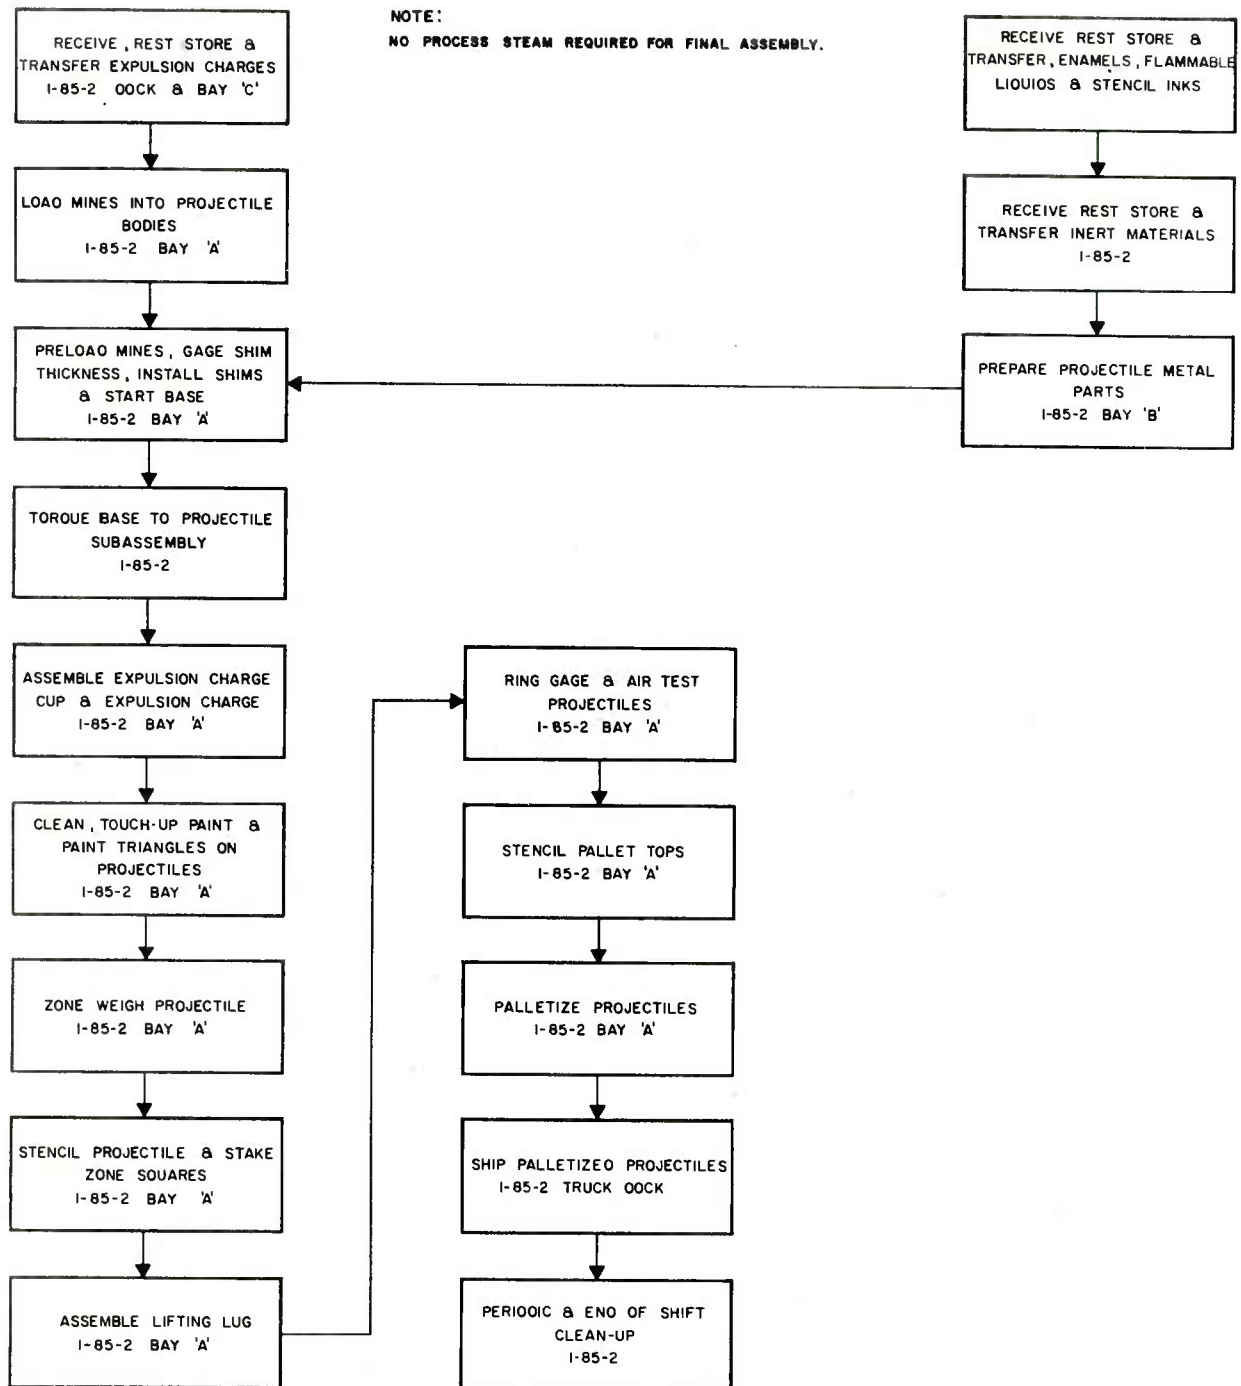 NOTE:
NO PROCESS STEAM REQUIRED FOR FINAL ASSEMBLY.
RECEIVE, REST STORE &
TRANSFER EXPULSION CHARGES
1-85-2 OOCK & BAY 'C'
LOAO MINES INTO PROJECTILE
BODIES
1-85-2 BAY 'A'
PRELOAO MINES, GAGE SHIM
THICKNESS, INSTALL SHIMS
& START BASE
1-85-2 BAY 'A'
TOROUE BASE TO PROJECTILE
SUBASSEMBLY
1-85-2
ASSEMBLE EXPULSION CHARGE
CUP & EXPULSION CHARGE
1-85-2 BAY 'A'
CLEAN, TOUCH-UP PAINT &
PAINT TRIANGLES ON
PROJECTILES
1-85-2 BAY 'A'
ZONE WEIGH PROJECTILE
1-85-2 BAY 'A'
STENCIL PROJECTILE & STAKE
ZONE SOUARES
1-85-2 BAY 'A'
ASSEMBLE LIFTING LUG
1-85-2 BAY 'A'
RING GAGE & AIR TEST
PROJECTILES
1-85-2 BAY 'A'
STENCIL PALLET TOPS
1-85-2 BAY 'A'
PALLETIZE PROJECTILES
1-85-2 BAY 'A'
SHIP PALLETIZEO PROJECTILES
1-85-2 TRUCK OOCK
PERIOOIC & ENO OF SHIFT
CLEAN-UP
1-85-2
RECEIVE REST STORE &
TRANSFER, ENAMELS, FLAMMABLE
LIOUIOS & STENCIL INKS
RECEIVE REST STORE &
TRANSFER INERT MATERIALS
1-85-2
PREPARE PROJECTILE METAL
PARTS
1-85-2 BAY 'B'